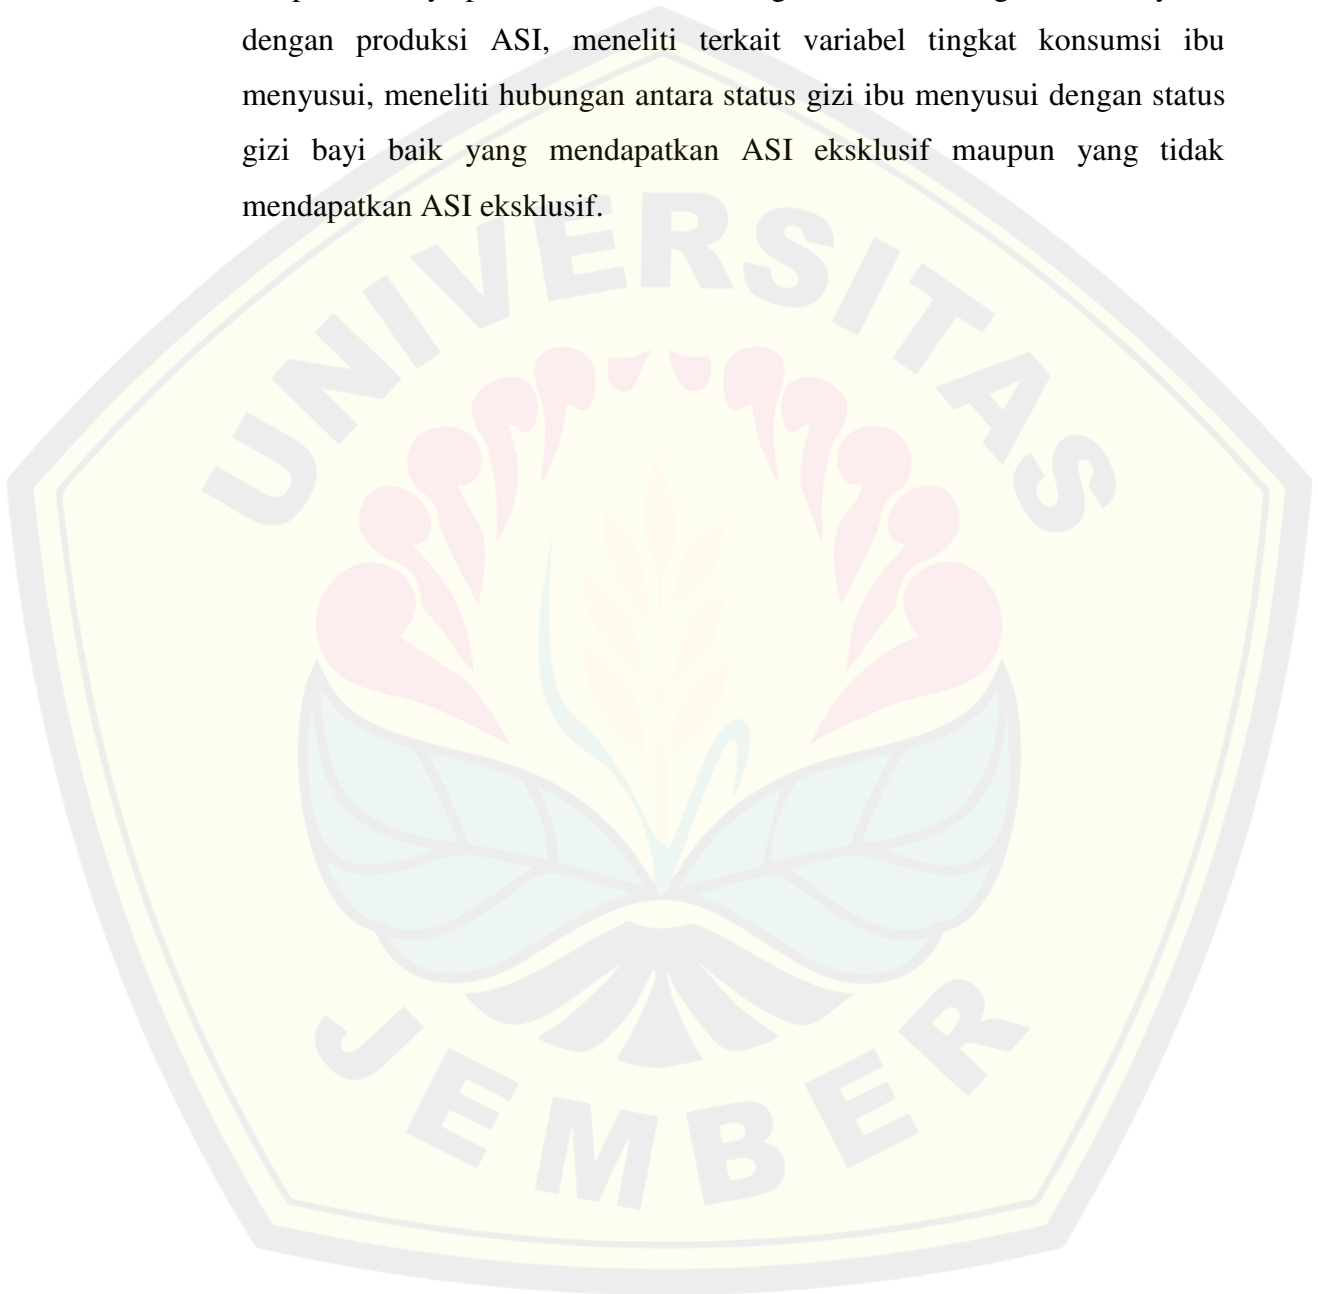 dengan produksi ASI, meneliti terkait variabel tingkat konsumsi ibu
menyusui, meneliti hubungan antara status gizi ibu menyusui dengan status
gizi bayi baik yang mendapatkan ASI eksklusif maupun yang tidak
mendapatkan ASI eksklusif.
UNIVERSITAS
JEMBER